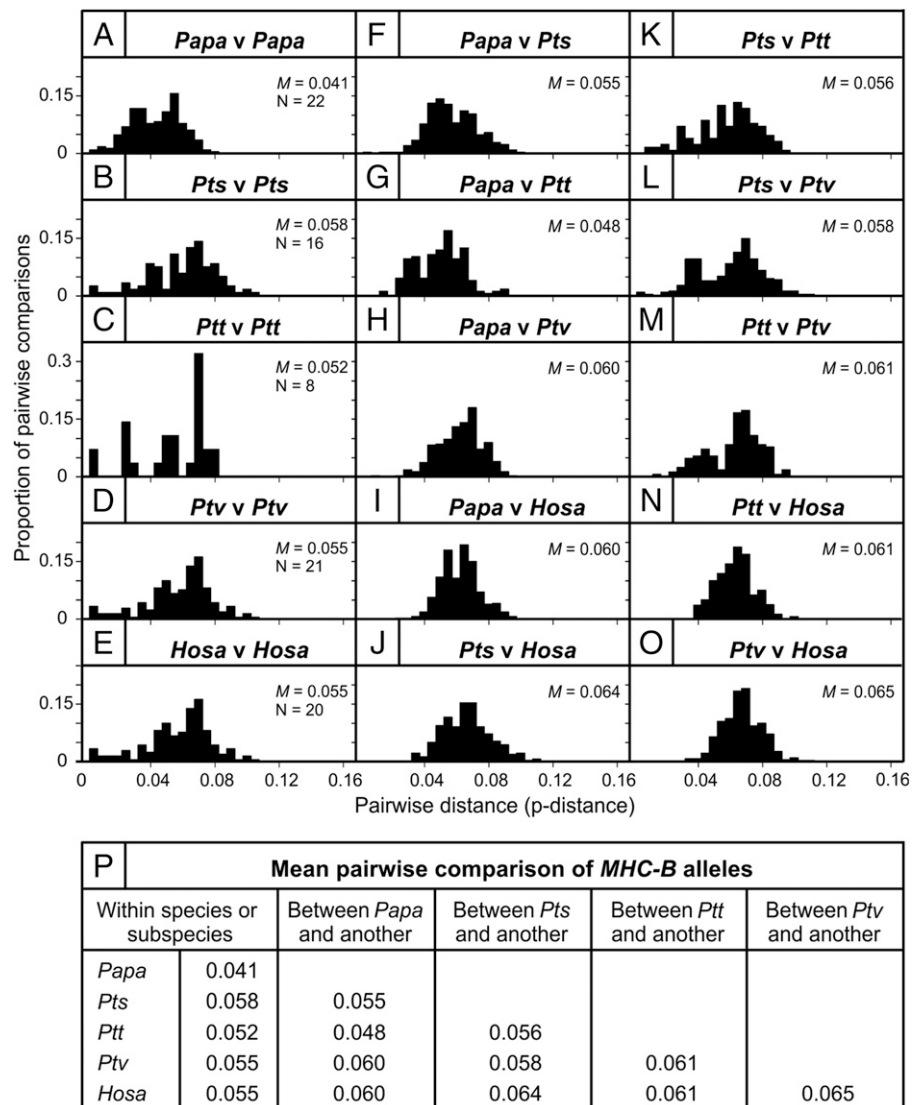 A Papa v Papa
M = 0.041
N = 22
0.15
0
F Papa v Pts
M = 0.055
K Pts v Ptt
M = 0.056
B Pts v Pts
M = 0.058
N = 16
0.15
0
G Papa v Ptt
M = 0.048
L Pts v Ptv
M = 0.058
C Ptt v Ptt
M = 0.052
N = 8
0.3
0.15
0
H Papa v Ptv
M = 0.060
M Ptt v Ptv
M = 0.061
D Ptv v Ptv
M = 0.055
N = 21
0.15
0
I Papa v Hosa
M = 0.060
N Ptt v Hosa
M = 0.061
E Hosa v Hosa
M = 0.055
N = 20
0.15
0
J Pts v Hosa
M = 0.064
O Ptv v Hosa
M = 0.065
Proportion of pairwise comparisons
0 0.04 0.08 0.12 0.16 0.04 0.08 0.12 0.16 0.04 0.08 0.12 0.16
Pairwise distance (p-distance)
P Mean pairwise comparison of MHC-B alleles
Within species or subspecies Between Papa and another Between Pts and another Between Ptt and another Between Ptv and another
Papa 0.041
Pts 0.058 0.055
Ptt 0.052 0.048 0.056
Ptv 0.055 0.060 0.058 0.061
Hosa 0.055 0.060 0.064 0.061 0.065